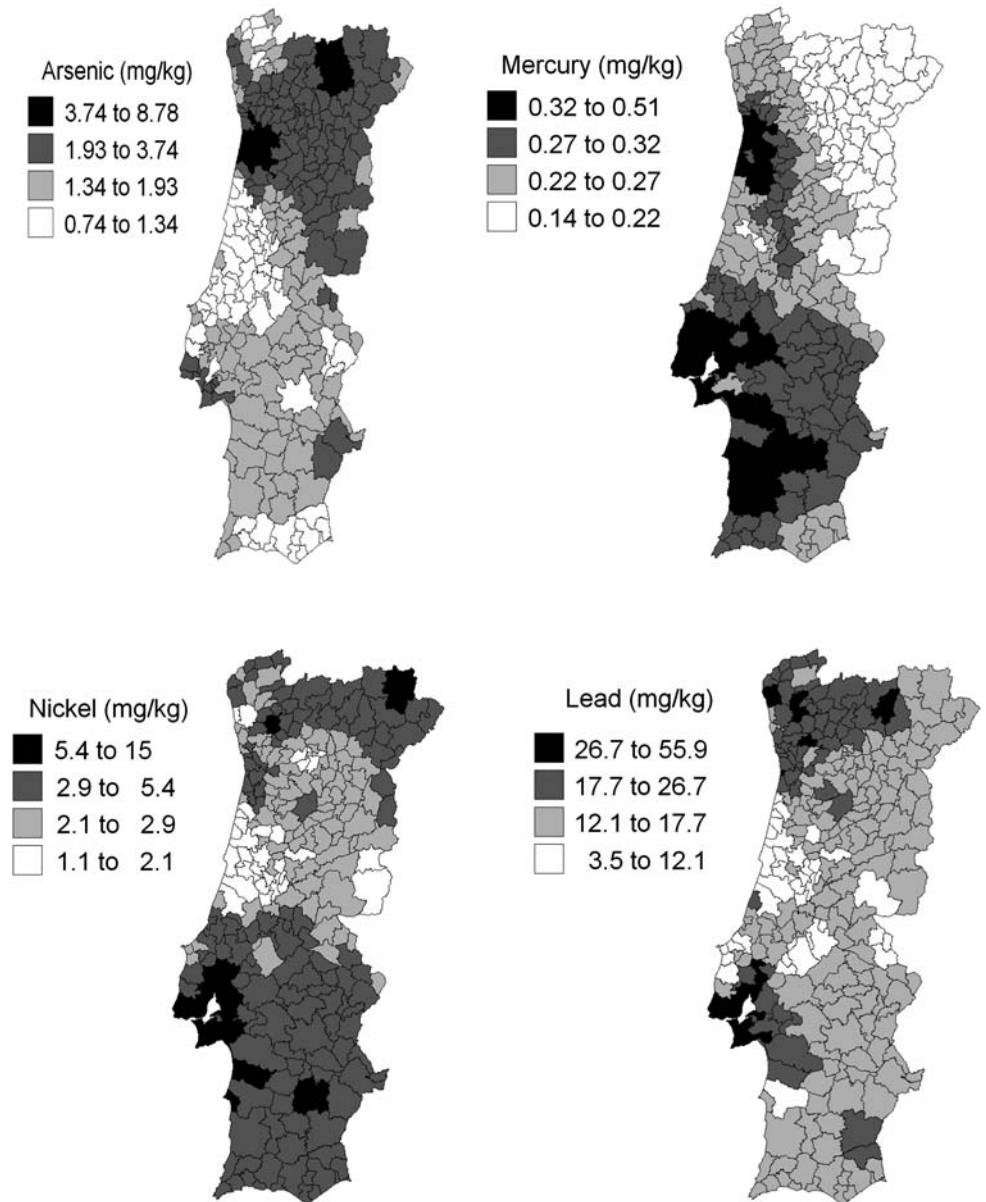 Arsenic (mg/kg)
3.74 to 8.78
1.93 to 3.74
1.34 to 1.93
0.74 to 1.34
Mercury (mg/kg)
0.32 to 0.51
0.27 to 0.32
0.22 to 0.27
0.14 to 0.22
Nickel (mg/kg)
5.4 to 15
2.9 to 5.4
2.1 to 2.9
1.1 to 2.1
Lead (mg/kg)
26.7 to 55.9
17.7 to 26.7
12.1 to 17.7
3.5 to 12.1